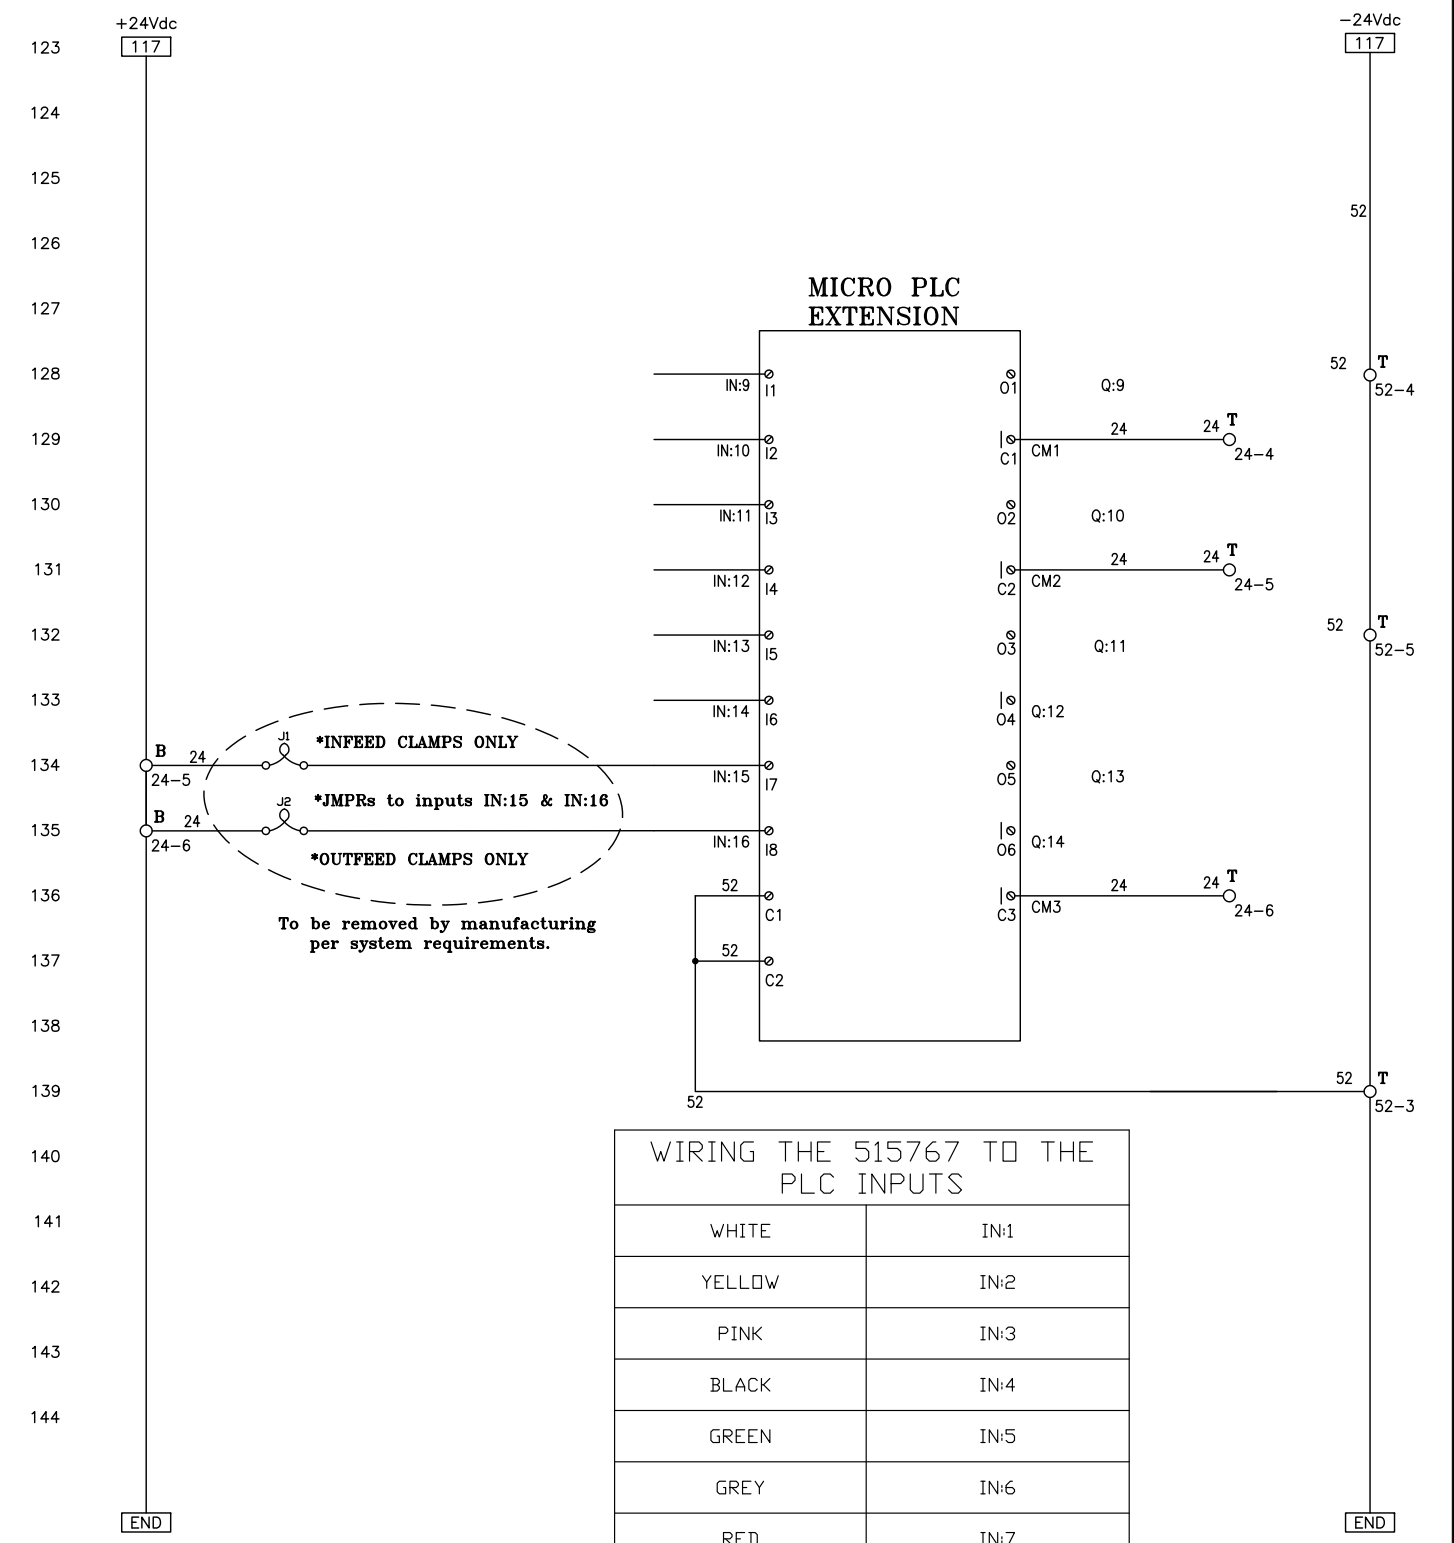 +24Vdc
−24Vdc
123
117
117
124
125
52
126
MICRO PLC
127
EXTENSION
128
IN:9
I1
O1
Q:9
52
T
52−4
129
IN:10
I2
C1
CM1
24
24
T
24−4
130
IN:11
I3
O2
Q:10
131
IN:12
I4
C2
CM2
24
24
T
24−5
132
IN:13
I5
O3
Q:11
52
T
52−5
133
IN:14
I6
O4
Q:12
J1
*INFEED CLAMPS ONLY
134
B
24
24−5
IN:15
I7
O5
Q:13
J2
*JMPRs to inputs IN:15 & IN:16
135
B
24
24−6
IN:16
I8
O6
Q:14
*OUTFEED CLAMPS ONLY
136
52
C1
C3
CM3
24
24
T
24−6
To be removed by manufacturing
per system requirements.
137
52
C2
138
139
52
52
T
52−3
140
WIRING THE 515767 TO THE
PLC INPUTS
141
WHITE IN:1
142
YELLOW IN:2
143
PINK IN:3
144
BLACK IN:4
GREEN IN:5
GREY IN:6
END
END
RED IN:7